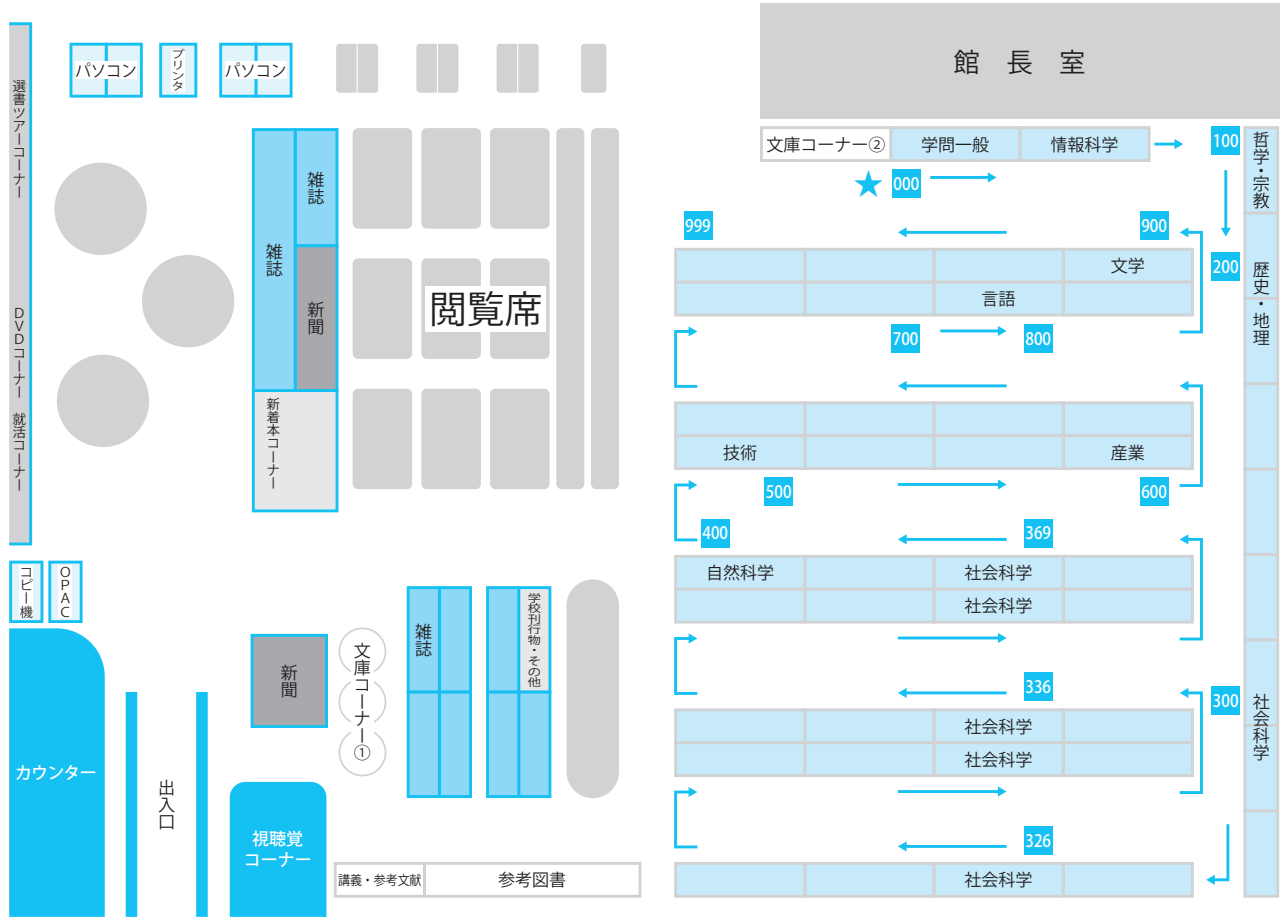 館長室
パソコン
プリンタ
パソコン
選書ツアーコーナー
DVDコーナー 就活コーナー
雑誌
雑誌
新聞
新着本コーナー
閲覧席
コピー機
OPAC
カウンター
出入口
新聞
視聴覚
コーナー
文庫コーナー①
雑誌
学校刊行物・その他
講義・参考文献
参考図書
文庫コーナー②
学問一般
情報科学
100
哲学・宗教
★
000
999
900
200
歴史・地理
文学
言語
700
800
技術
産業
500
600
400
369
自然科学
社会科学
社会科学
336
300
社会科学
社会科学
社会科学
326
社会科学